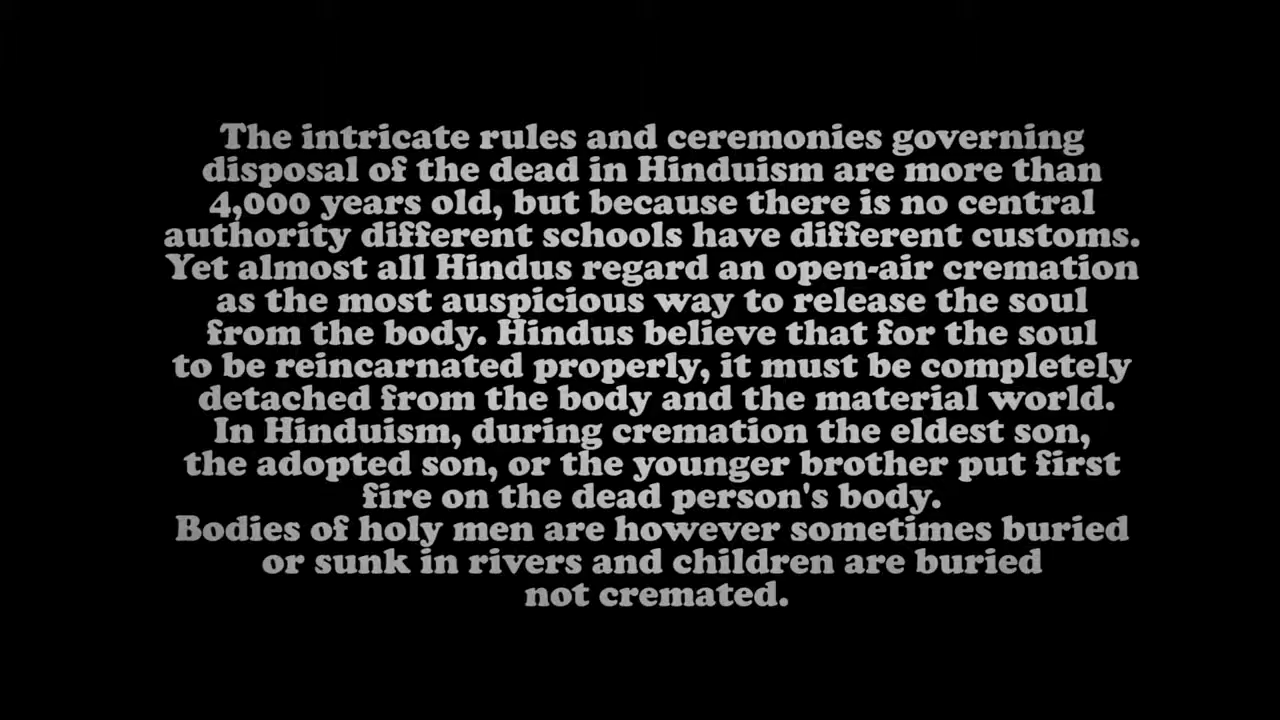 The intricate rules and ceremonies governing
disposal of the dead in Hinduism are more than
4,000 years old, but because there is no central
authority different schools have different customs.
Yet almost all Hindus regard an open-air cremation
as the most auspicious way to release the soul
from the body. Hindus believe that for the soul
to be reincarnated properly, it must be completely
detached from the body and the material world.
In Hinduism, during cremation the eldest son,
the adopted son, or the younger brother put first
fire on the dead person's body.
Bodies of holy men are however sometimes buried
or sunk in rivers and children are buried
not cremated.